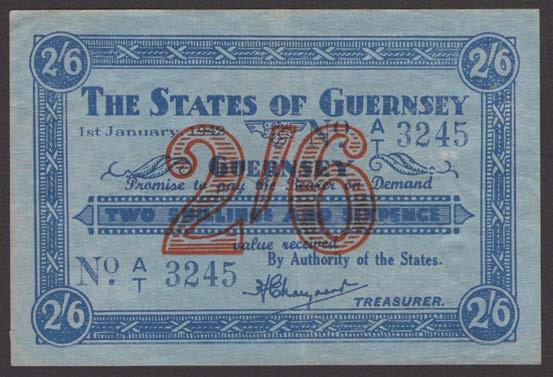 2/6 2/6
THE STATES OF GUERNSEY
1st January No. A/T 3245
2/6
GUERNSEY
Promise to pay the Bearer on Demand
TWO SHILLINGS AND SIXPENCE
value received
By Authority of the States.
No. A/T 3245
TREASURER.
2/6 2/6